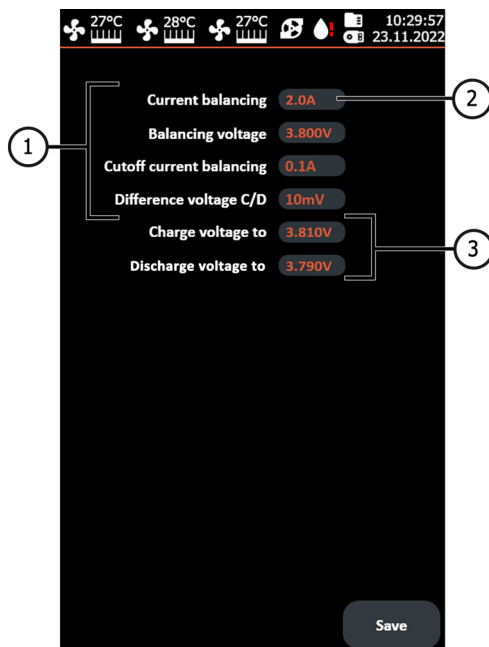 27°C 28°C 27°C 10:29:57
23.11.2022
Current balancing 2.0A
2
Balancing voltage 3.800V
1
Cutoff current balancing 0.1A
Difference voltage C/D 10mV
Charge voltage to 3.810V
3
Discharge voltage to 3.790V
Save